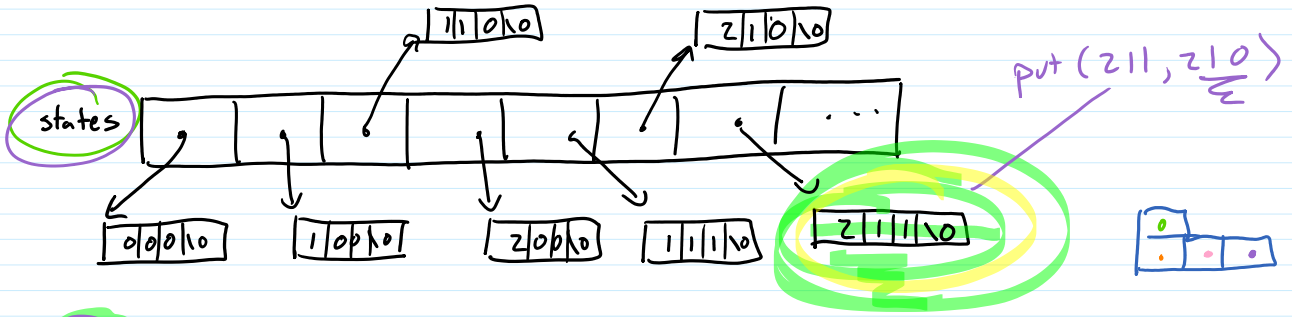 1 1 0 \0
2 1 0 \0
put (211, 210)
states
...
0 0 0 \0
1 0 0 \0
2 0 0 \0
1 1 1 \0
2 1 1 \0